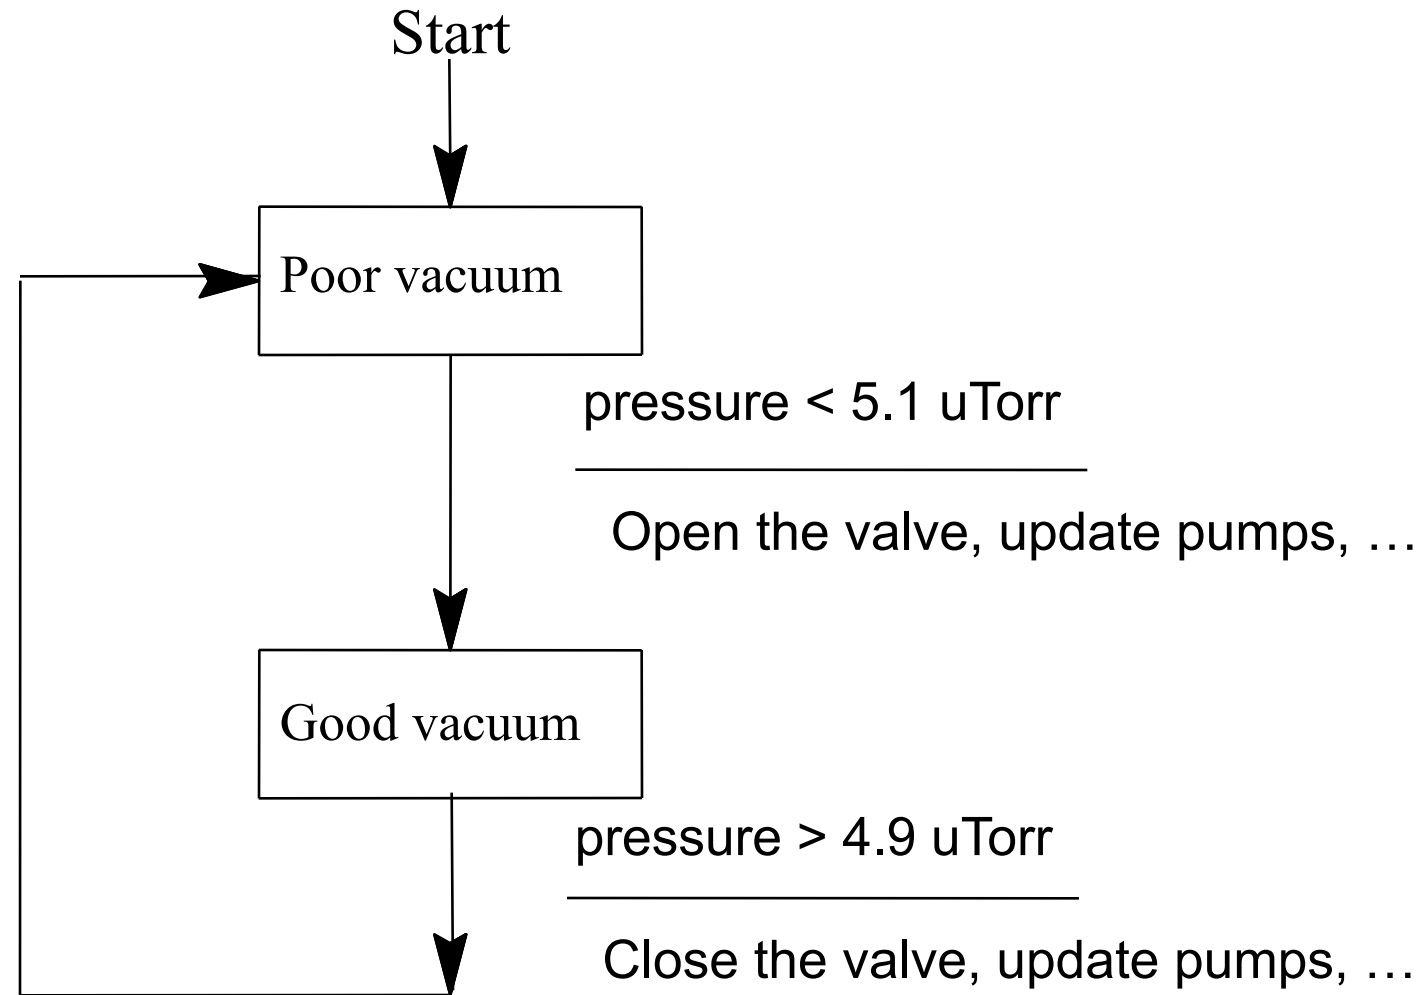 Start
Poor vacuum
pressure < 5.1 uTorr
Open the valve, update pumps, …
Good vacuum
pressure > 4.9 uTorr
Close the valve, update pumps, …